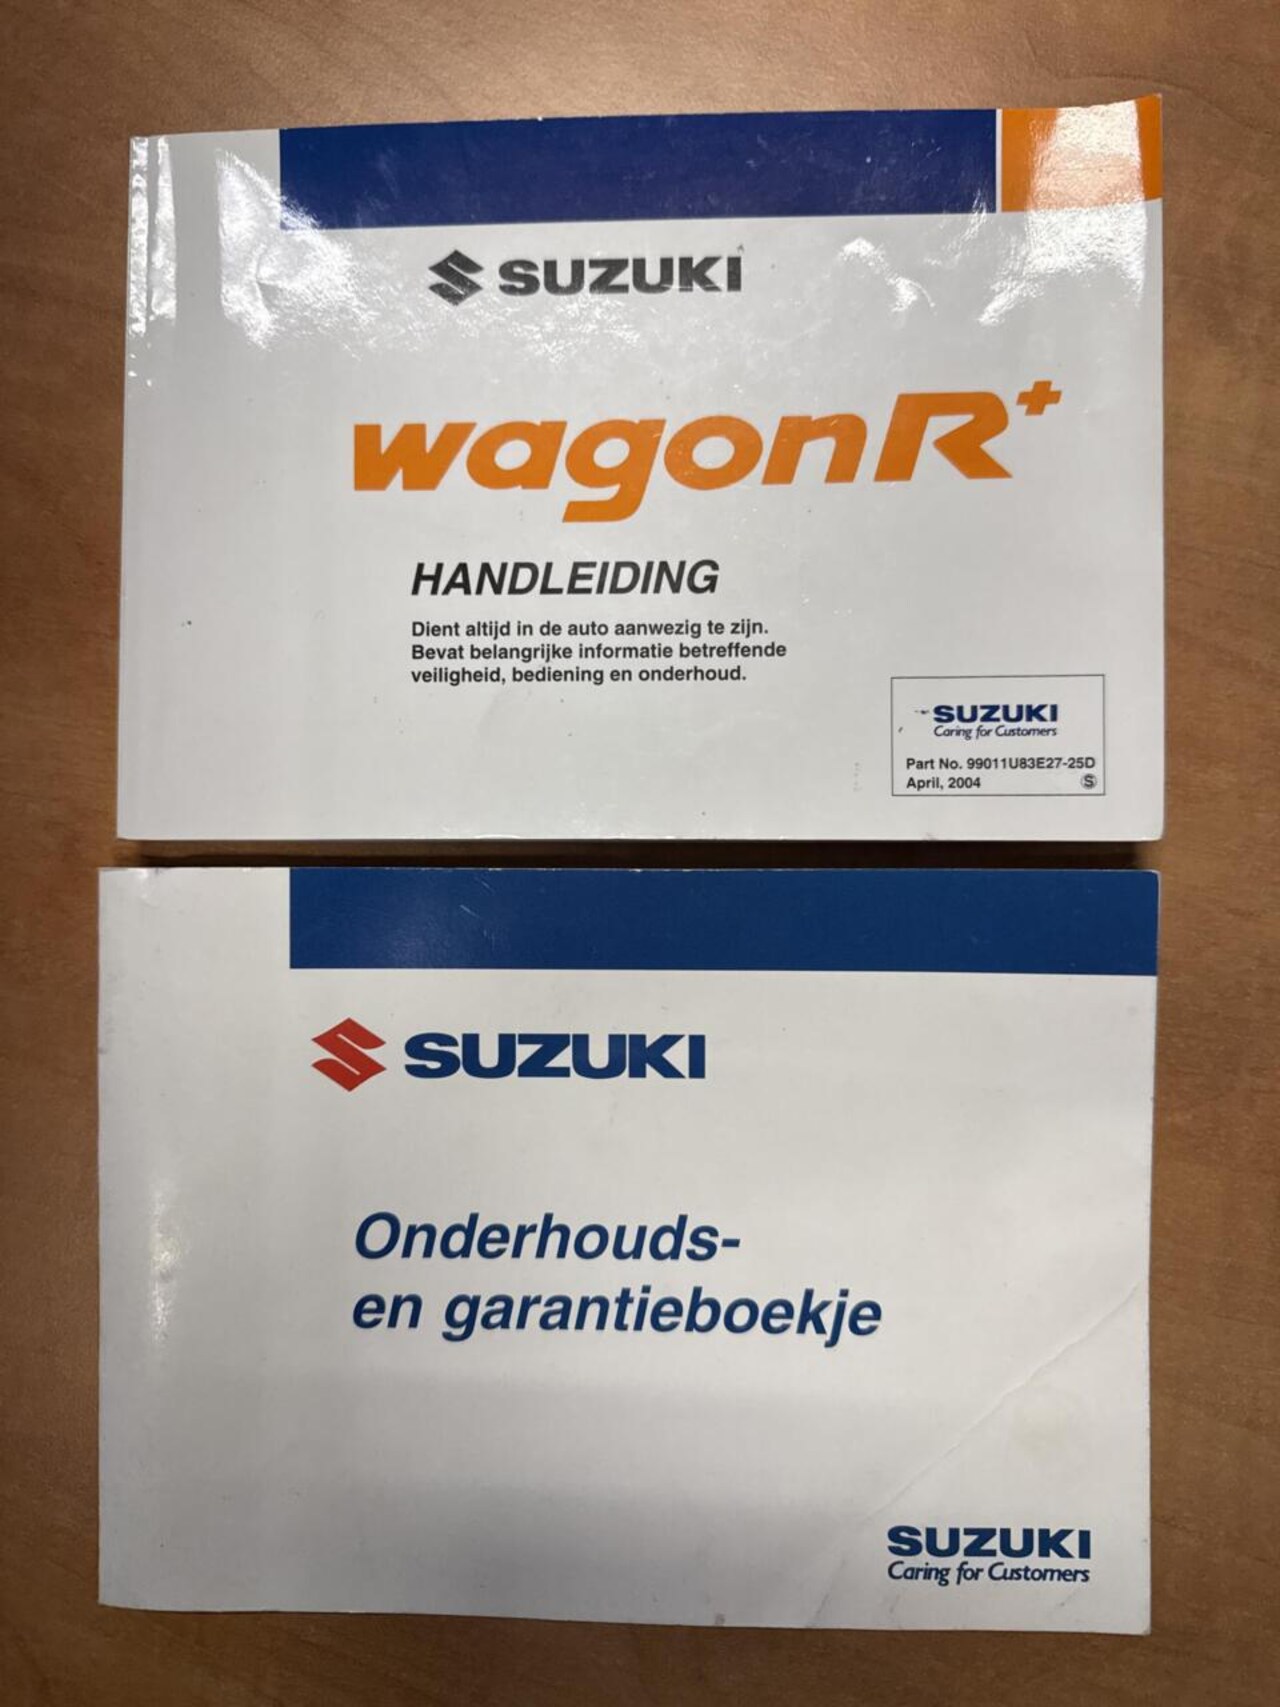 SUZUKI
wagonR+
HANDLEIDING
Dient altijd in de auto aanwezig te zijn.
Bevat belangrijke informatie betreffende
veiligheid, bediening en onderhoud.
SUZUKI
Caring for Customers
Part No. 99011U83E27-25D
April, 2004 S
SUZUKI
Onderhouds-
en garantieboekje
SUZUKI
Caring for Customers